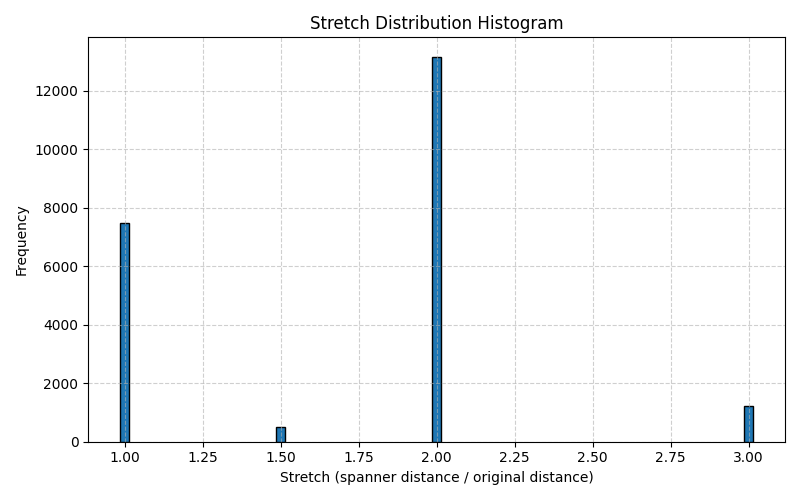 Stretch Distribution Histogram
Frequency
12000
10000
8000
6000
4000
2000
0
1.00 1.25 1.50 1.75 2.00 2.25 2.50 2.75 3.00
Stretch (spanner distance / original distance)